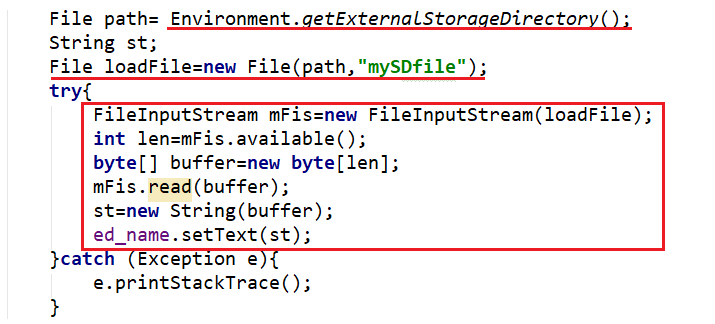 File path= Environment.getExternalStorageDirectory();
String st;
File loadFile=new File(path,"mySDfile");
try{
FileInputStream mFis=new FileInputStream(loadFile);
int len=mFis.available();
byte[] buffer=new byte[len];
mFis.read(buffer);
st=new String(buffer);
ed_name.setText(st);
}catch (Exception e){
e.printStackTrace();
}